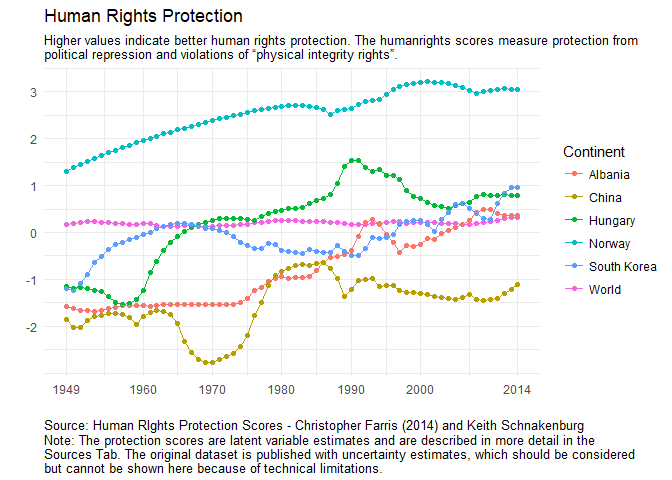 Human Rights Protection
Higher values indicate better human rights protection. The humanrights scores measure protection from
political repression and violations of “physical integrity rights”.
3
2
1
0
-1
-2
1949
1960
1970
1980
1990
2000
2014
Continent
Albania
China
Hungary
Norway
South Korea
World
Source: Human RIghts Protection Scores - Christopher Farris (2014) and Keith Schnakenburg
Note: The protection scores are latent variable estimates and are described in more detail in the
Sources Tab. The original dataset is published with uncertainty estimates, which should be considered
but cannot be shown here because of technical limitations.